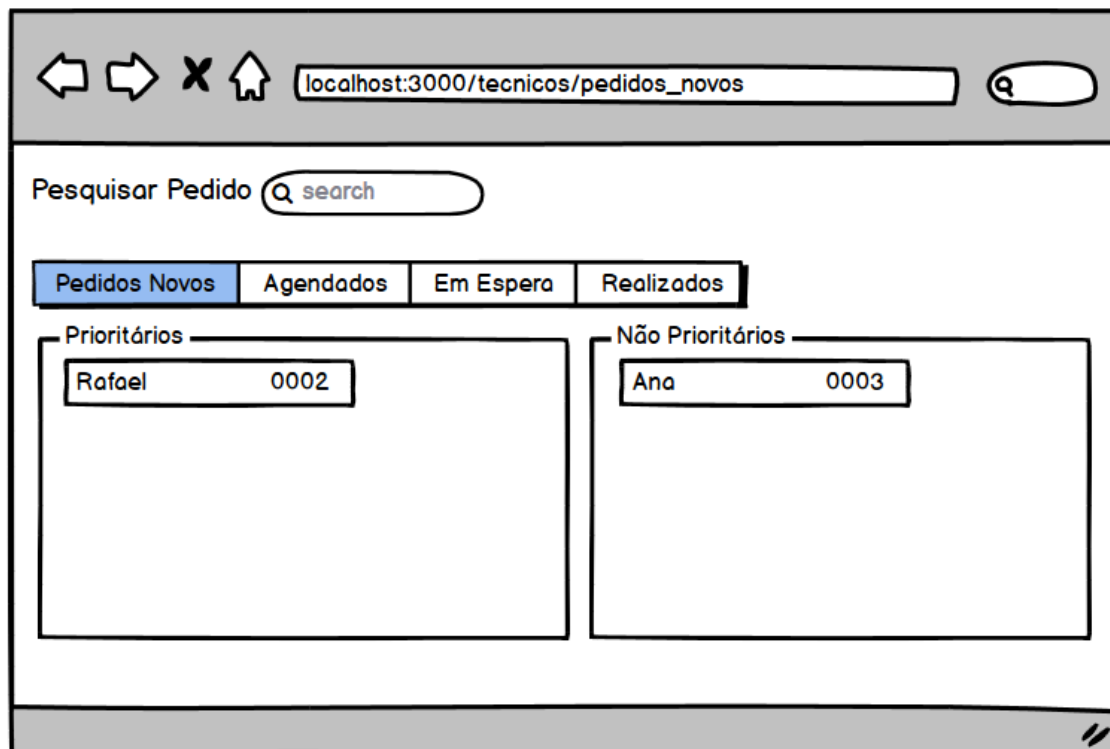 localhost:3000/tecnicos/pedidos_novos
Pesquisar Pedido search
Pedidos Novos Agendados Em Espera Realizados
Prioritários Não Prioritários
Rafael 0002 Ana 0003